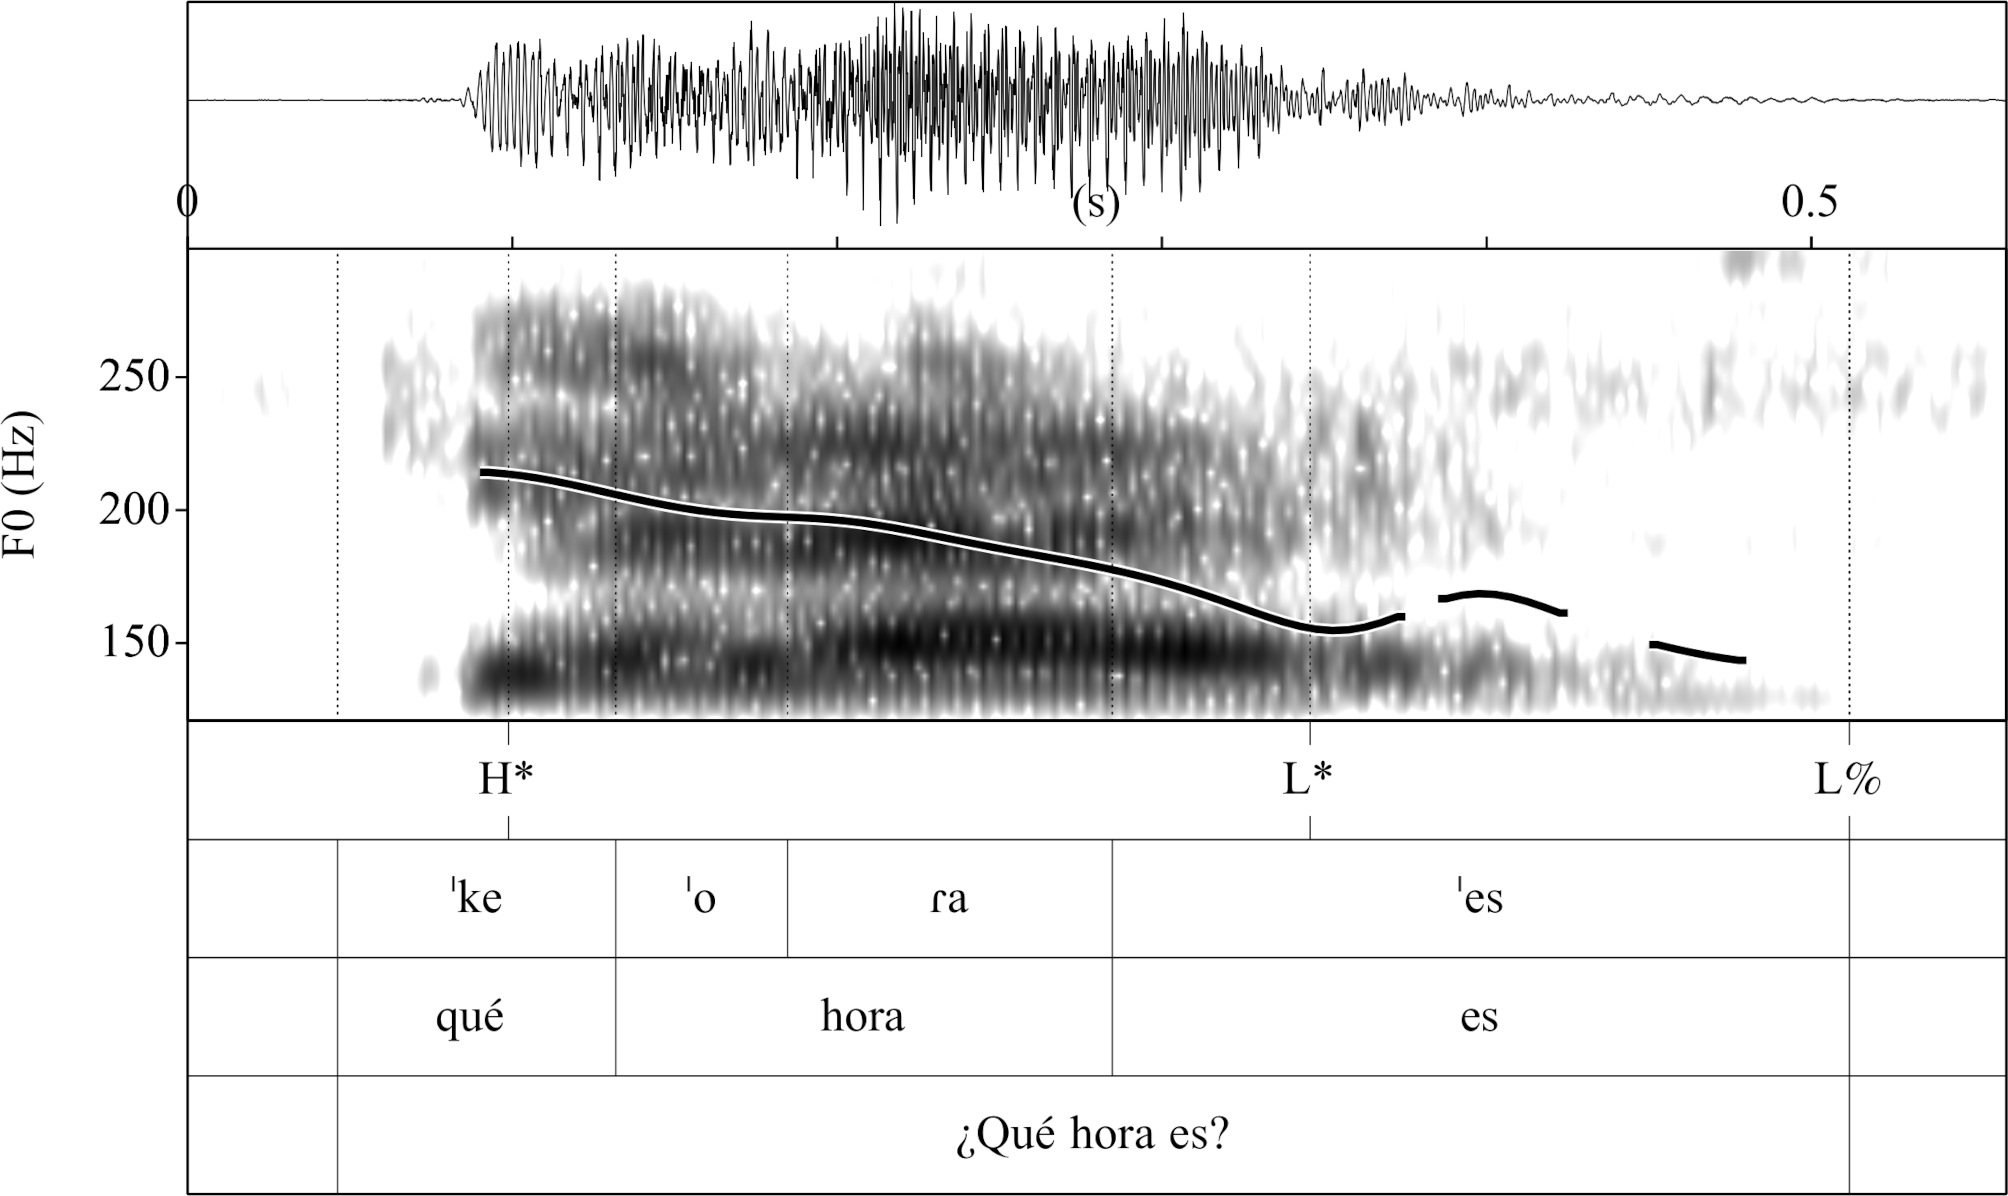 0 (s) 0.5
250
200
150
F0 (Hz)
H* L* L%
ˈke ˈo ɾa ˈes
qué hora es
¿Qué hora es?